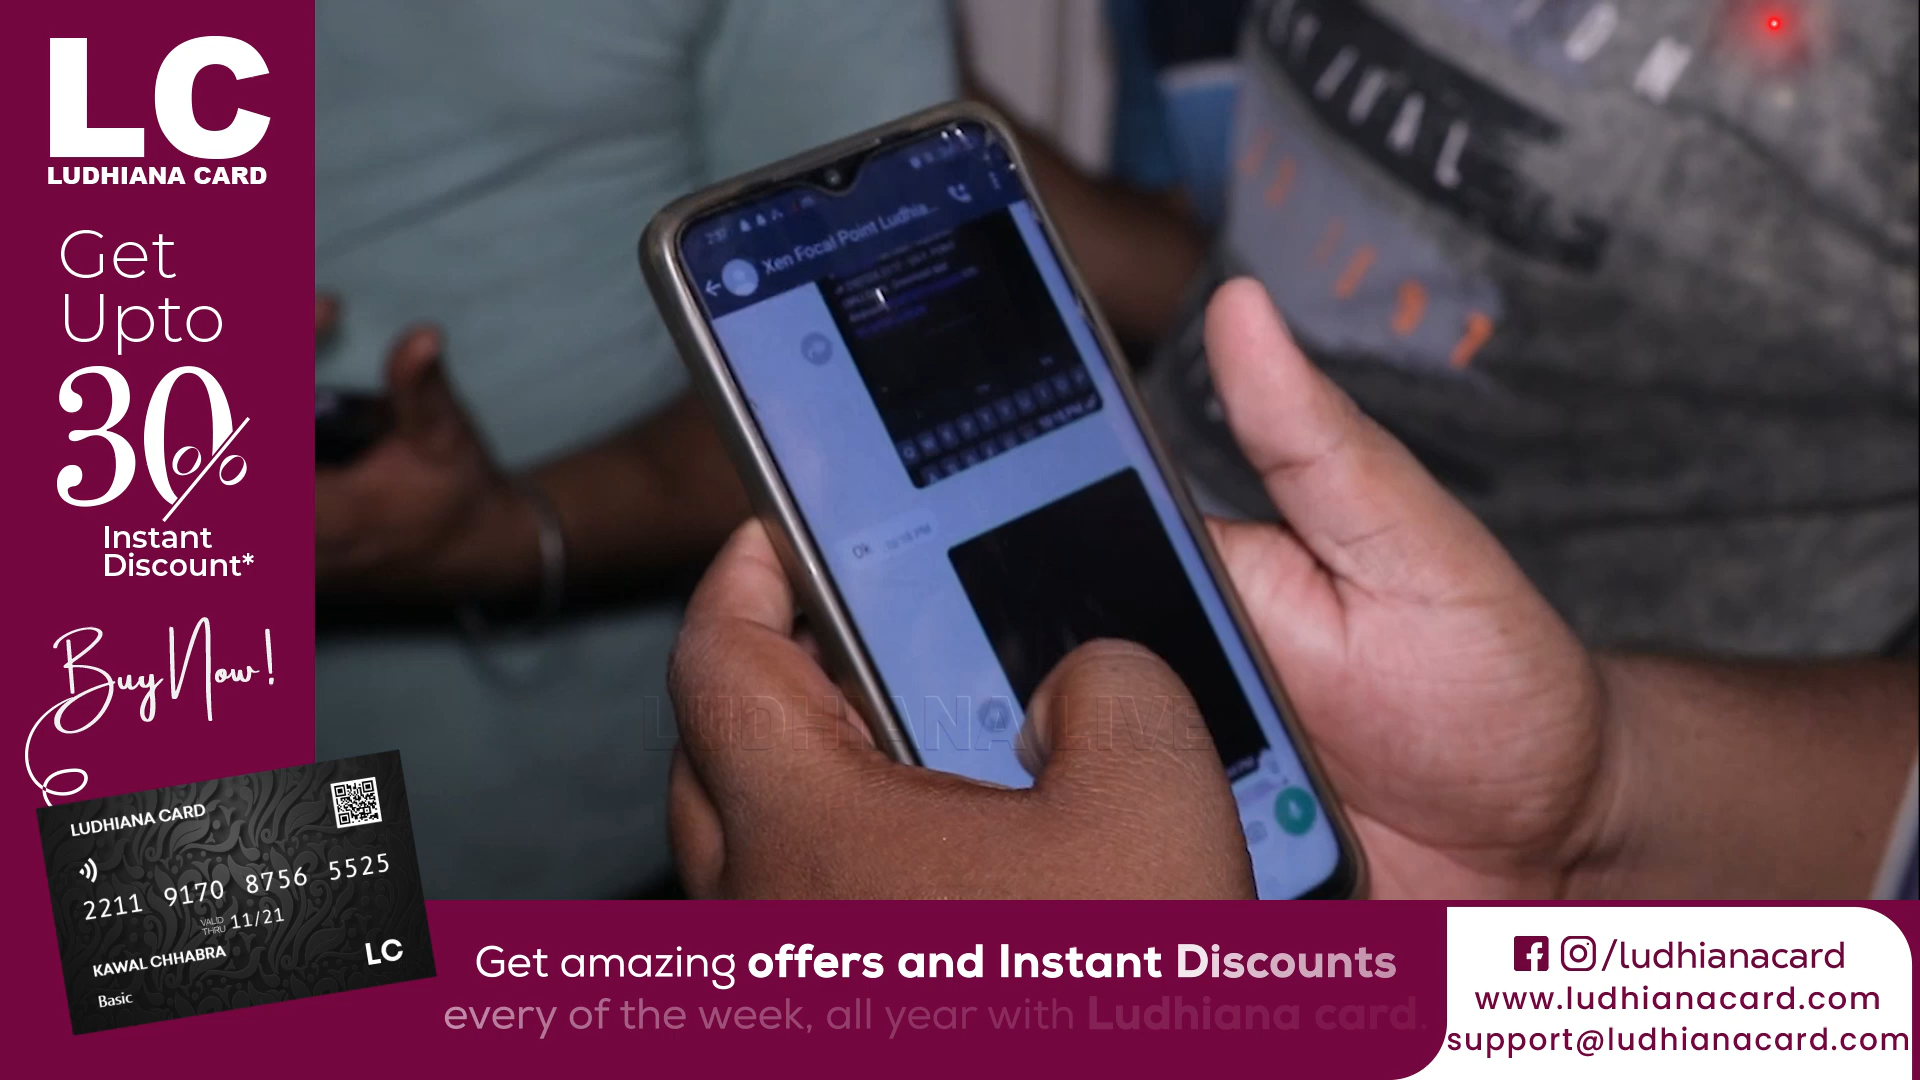 LC
LUDHIANA CARD
Get
Upto
30%
Instant
Discount*
Buy Now!
LUDHIANA CARD
2211 9170 8756 5525
VALID
THRU 11/21
KAWAL CHHABRA
LC
Basic
2:57
Xen Focal Point Ludhia...
Ok
LUDHIANA LIVE
Get amazing offers and Instant Discounts
every of the week, all year with Ludhiana card.
/ludhianacard
www.ludhianacard.com
support@ludhianacard.com